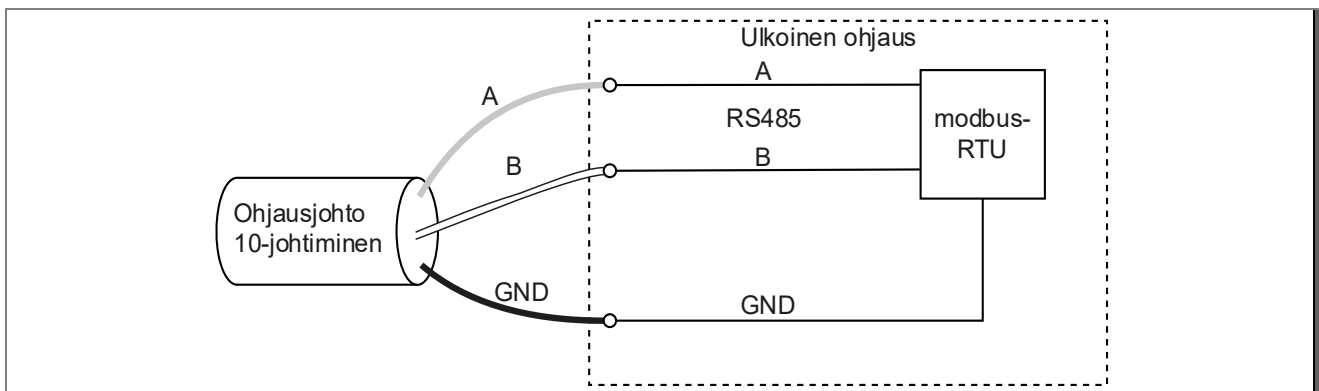 Ulkoinen ohjaus
A
A
RS485
modbus-
RTU
B
B
Ohjausjohto
10-johtiminen
GND
GND